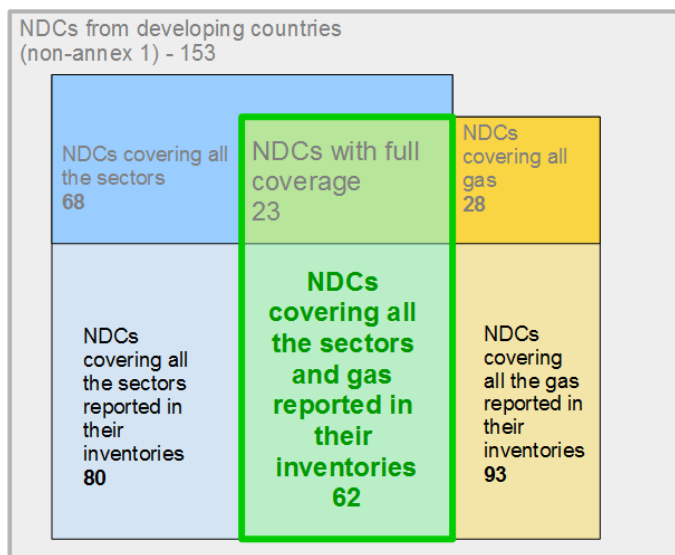 NDCs from developing countries
(non-annex 1) - 153
NDCs covering all
the sectors
68
NDCs with full
coverage
23
NDCs
covering all
gas
28
NDCs
covering all
the sectors
reported in
their
inventories
80
NDCs
covering all
the sectors
and gas
reported in
their
inventories
62
NDCs
covering
all the gas
reported in
their
inventories
93